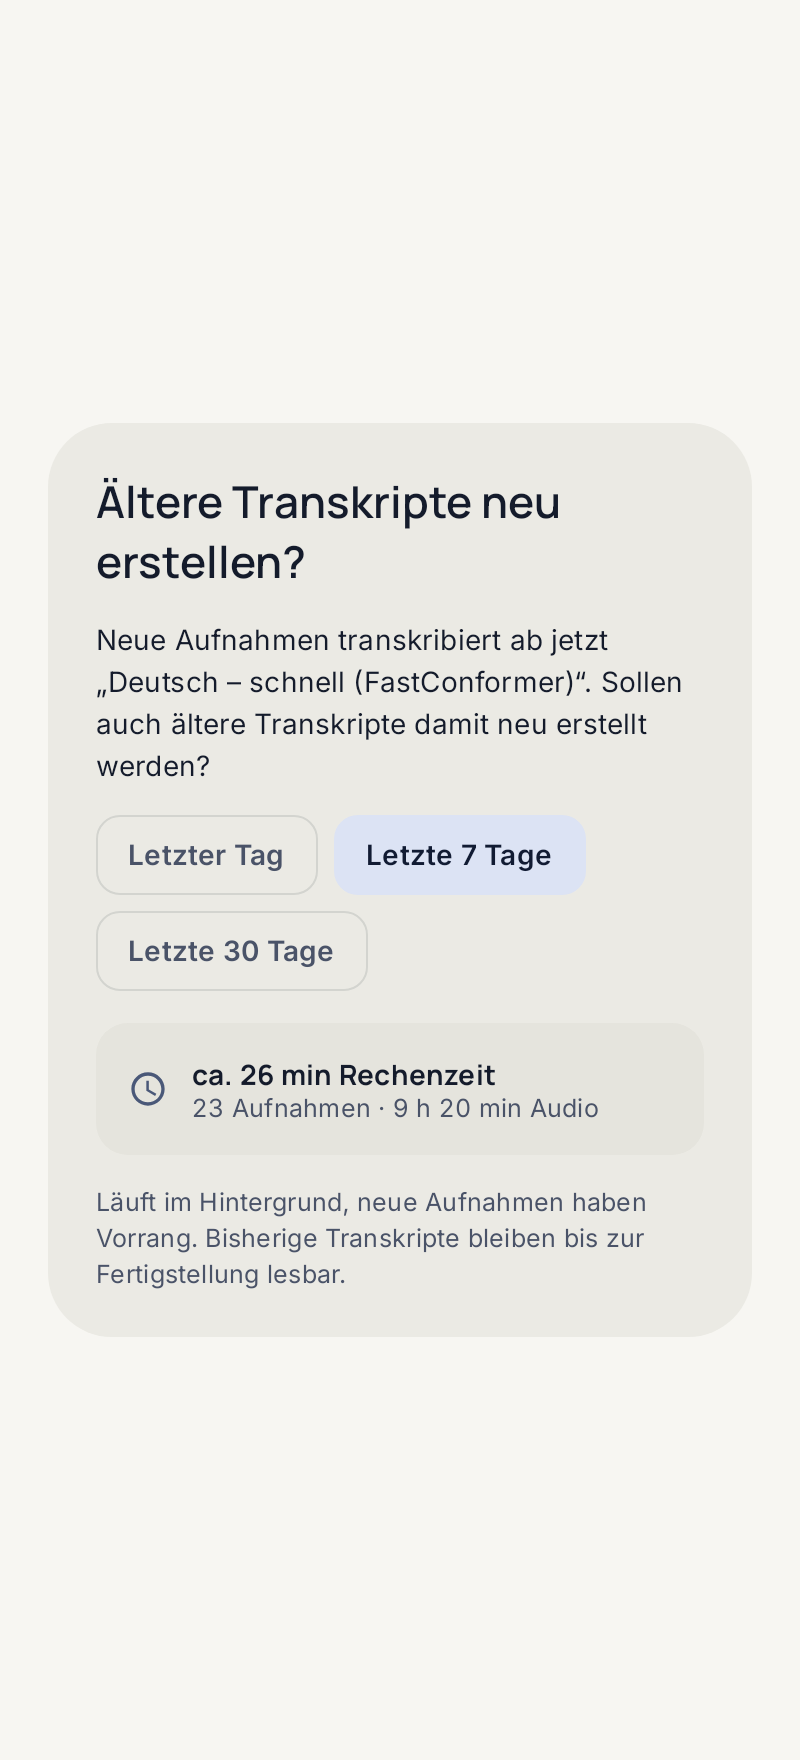 Ältere Transkripte neu
erstellen?
Neue Aufnahmen transkribiert ab jetzt
„Deutsch – schnell (FastConformer)“. Sollen
auch ältere Transkripte damit neu erstellt
werden?
Letzter Tag
Letzte 7 Tage
Letzte 30 Tage
ca. 26 min Rechenzeit
23 Aufnahmen · 9 h 20 min Audio
Läuft im Hintergrund, neue Aufnahmen haben
Vorrang. Bisherige Transkripte bleiben bis zur
Fertigstellung lesbar.